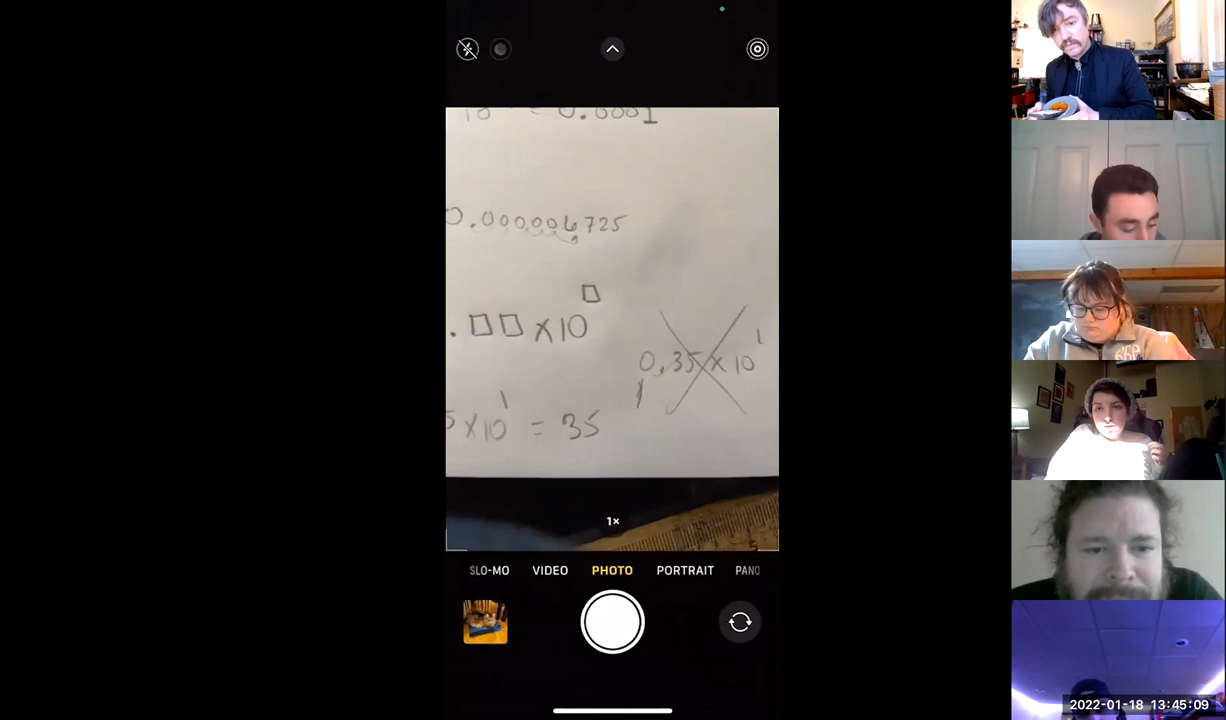 10 = 0.0001
0.000006725
. □□ x10 □
0,35 x 10 1
5 x10 1 = 35
1×
SLO-MO VIDEO PHOTO PORTRAIT PANO
2022-01-18 13:45:09